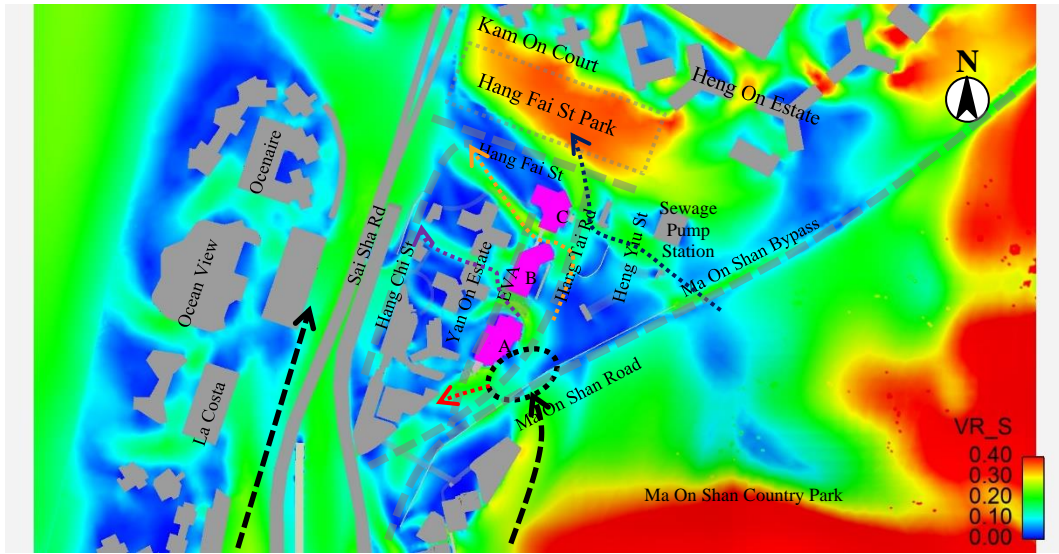 Kam On Court
Hang Fai St Park
Heng On Estate
N
Ocenaire
Hang Fai St
Sai Sha Rd
C
Sewage
Pump
Station
Hang Tai Rd
Heng Yau St
Ma On Shan Bypass
Ocean View
Hang Chi St
Yan On Estate
EVA
B
A
La Costa
Ma On Shan Road
VR_S
0.40
0.30
0.20
0.10
0.00
Ma On Shan Country Park